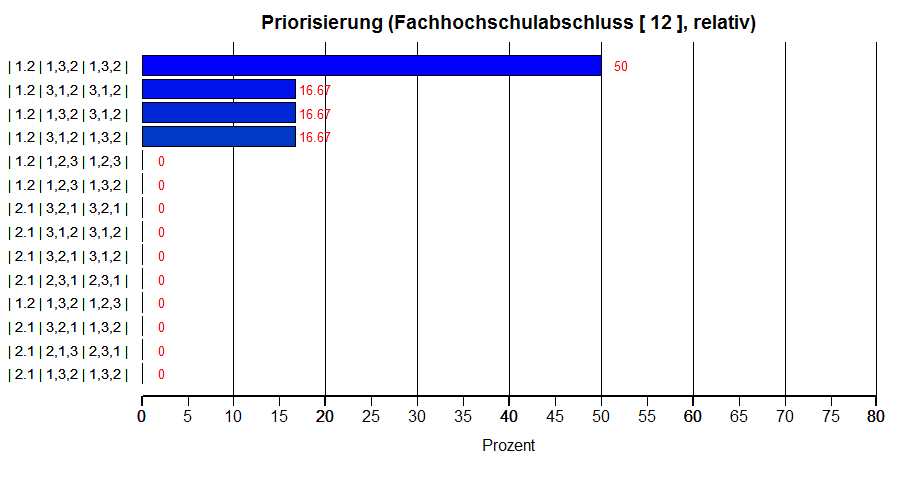 Priorisierung (Fachhochschulabschluss [ 12 ], relativ)
| 1.2 | 1,3,2 | 1,3,2 | 50
| 1.2 | 3,1,2 | 3,1,2 | 16.67
| 1.2 | 1,3,2 | 3,1,2 | 16.67
| 1.2 | 3,1,2 | 1,3,2 | 16.67
| 1.2 | 1,2,3 | 1,2,3 | 0
| 1.2 | 1,2,3 | 1,3,2 | 0
| 2.1 | 3,2,1 | 3,2,1 | 0
| 2.1 | 3,1,2 | 3,1,2 | 0
| 2.1 | 3,2,1 | 3,1,2 | 0
| 2.1 | 2,3,1 | 2,3,1 | 0
| 1.2 | 1,3,2 | 1,2,3 | 0
| 2.1 | 3,2,1 | 1,3,2 | 0
| 2.1 | 2,1,3 | 2,3,1 | 0
| 2.1 | 1,3,2 | 1,3,2 | 0
0 5 10 15 20 25 30 35 40 45 50 55 60 65 70 75 80
Prozent